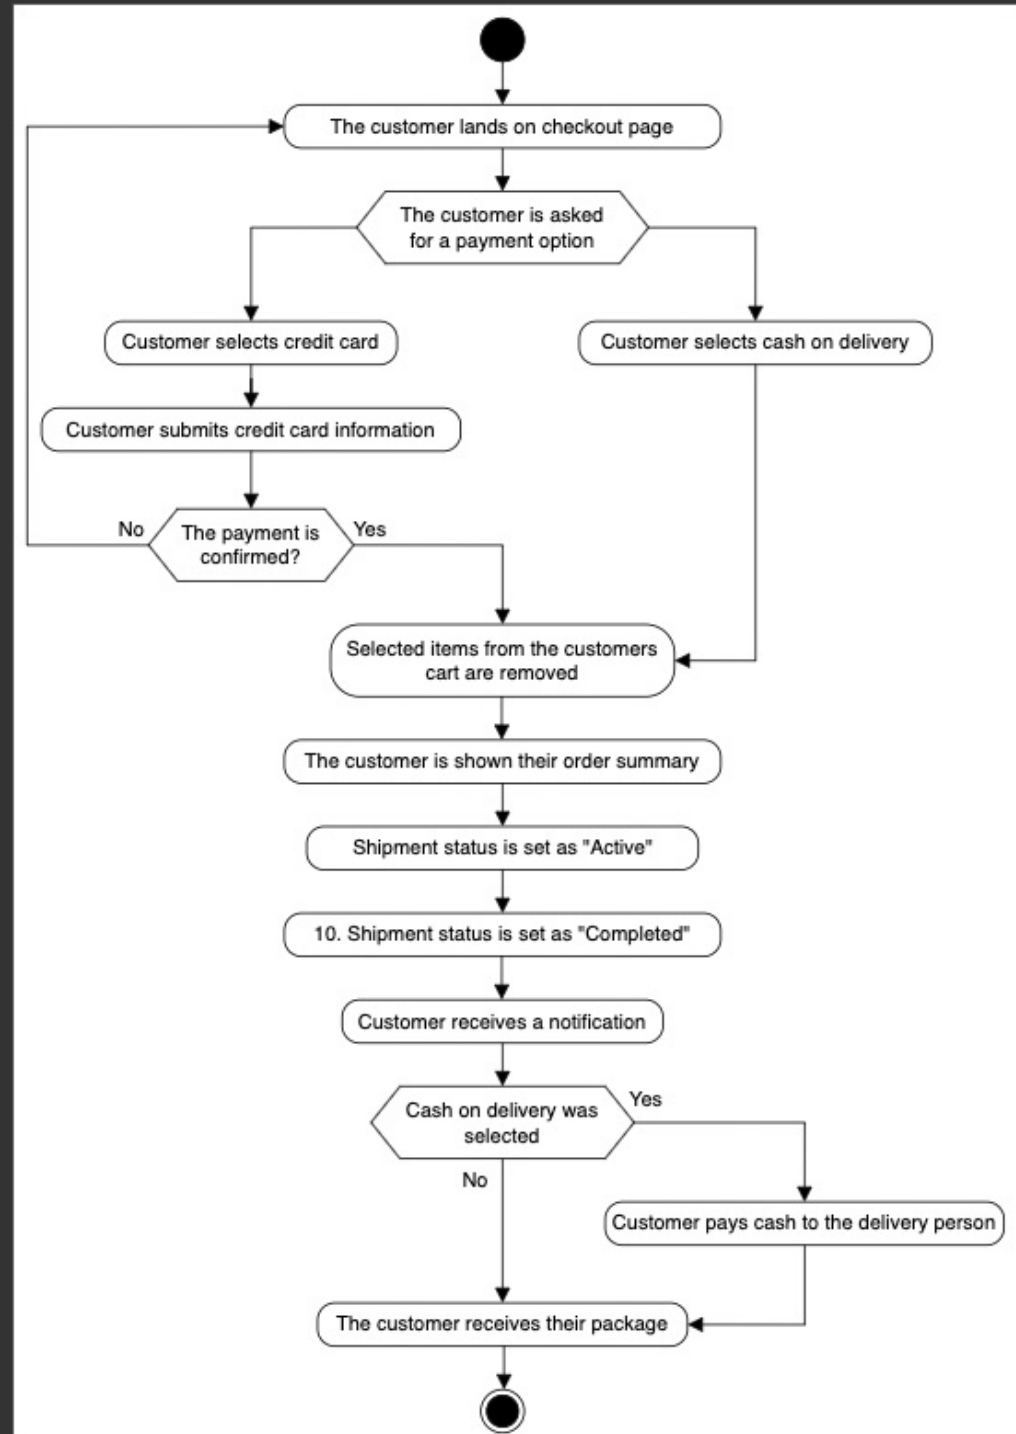 The customer lands on checkout page
The customer is asked
for a payment option
Customer selects credit card
Customer selects cash on delivery
Customer submits credit card information
No
The payment is
confirmed?
Yes
Selected items from the customers
cart are removed
The customer is shown their order summary
Shipment status is set as "Active"
10. Shipment status is set as "Completed"
Customer receives a notification
Cash on delivery was
selected
Yes
No
Customer pays cash to the delivery person
The customer receives their package